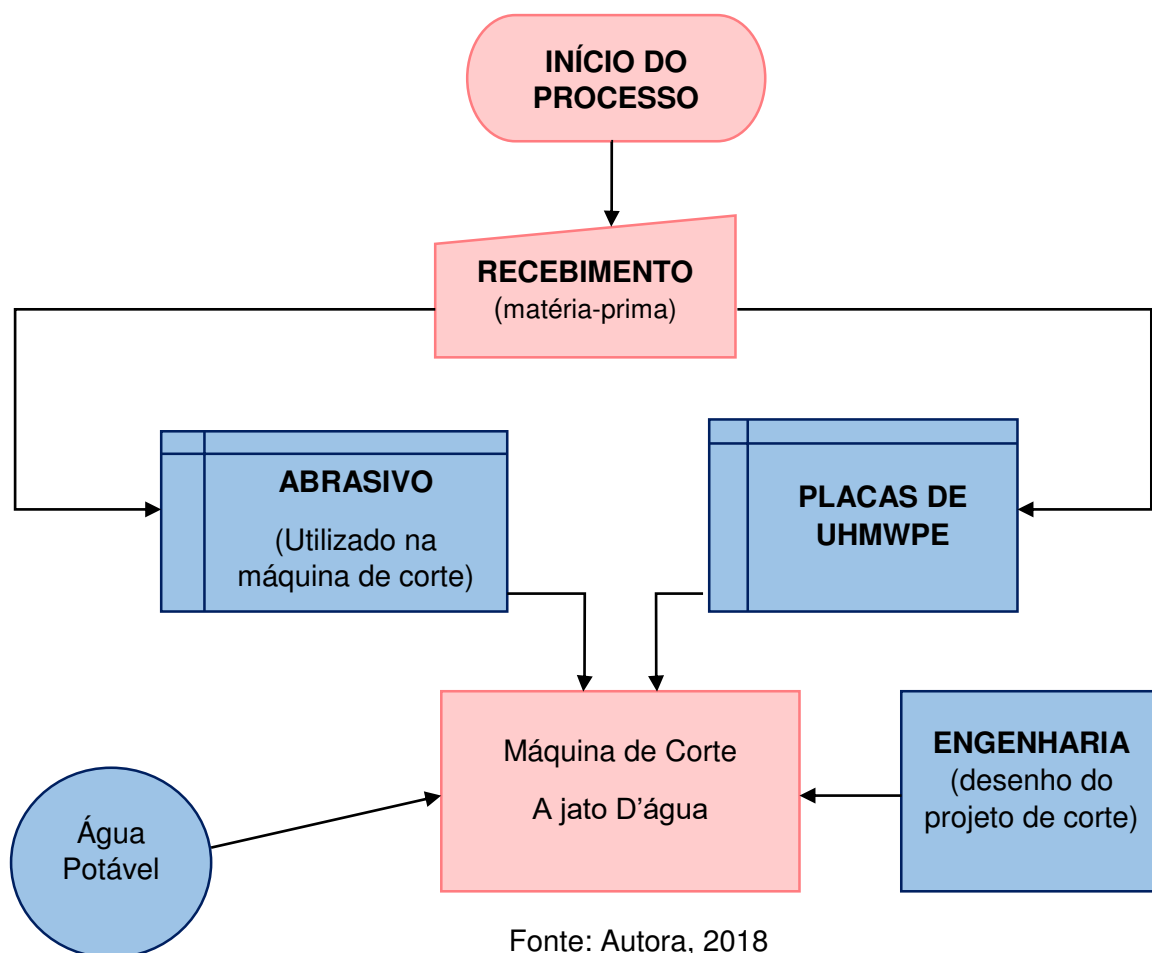 INÍCIO DO
PROCESSO
RECEBIMENTO
(matéria-prima)
ABRASIVO
(Utilizado na
máquina de corte)
PLACAS DE
UHMWPE
Máquina de Corte
A jato D’água
ENGENHARIA
(desenho do
projeto de corte)
Água
Potável
Fonte: Autora, 2018